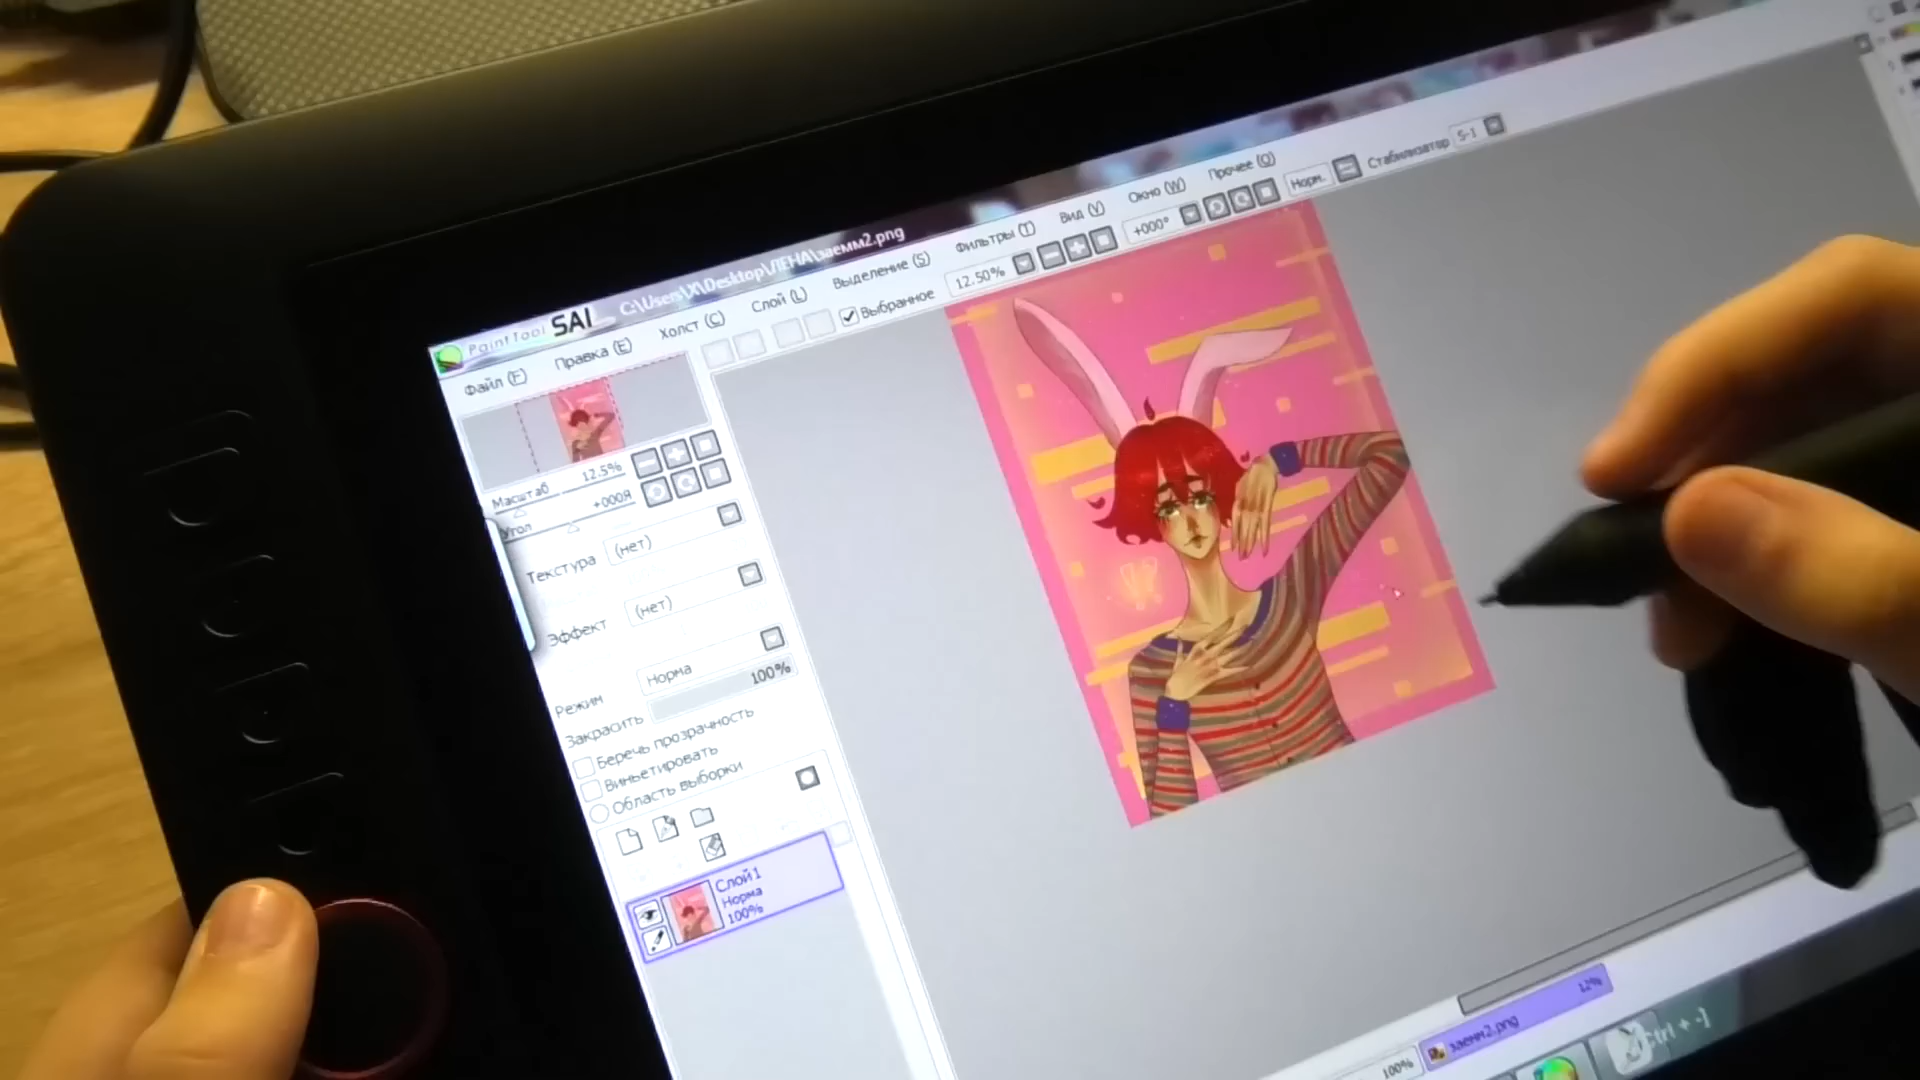 PaintTool SAI C:\Users\X\Desktop\ЛЕНА\заемм2.png
Файл (F) Правка (E) Холст (C) Слой (L) Выделение (S) Фильтры (T) Вид (V) Окно (W) Прочее (O)
Выбранное 12.50% +000° Норм. Стабилизатор S-1
Масштаб 12.5%
Угол +000Я
Текстура (нет)
Эффект (нет)
Режим Норма
Закрасить 100%
Беречь прозрачность
Виньетировать
Область выборки
Слой1
Норма
100%
заемм2.png 12%
100%
Ctrl + -]